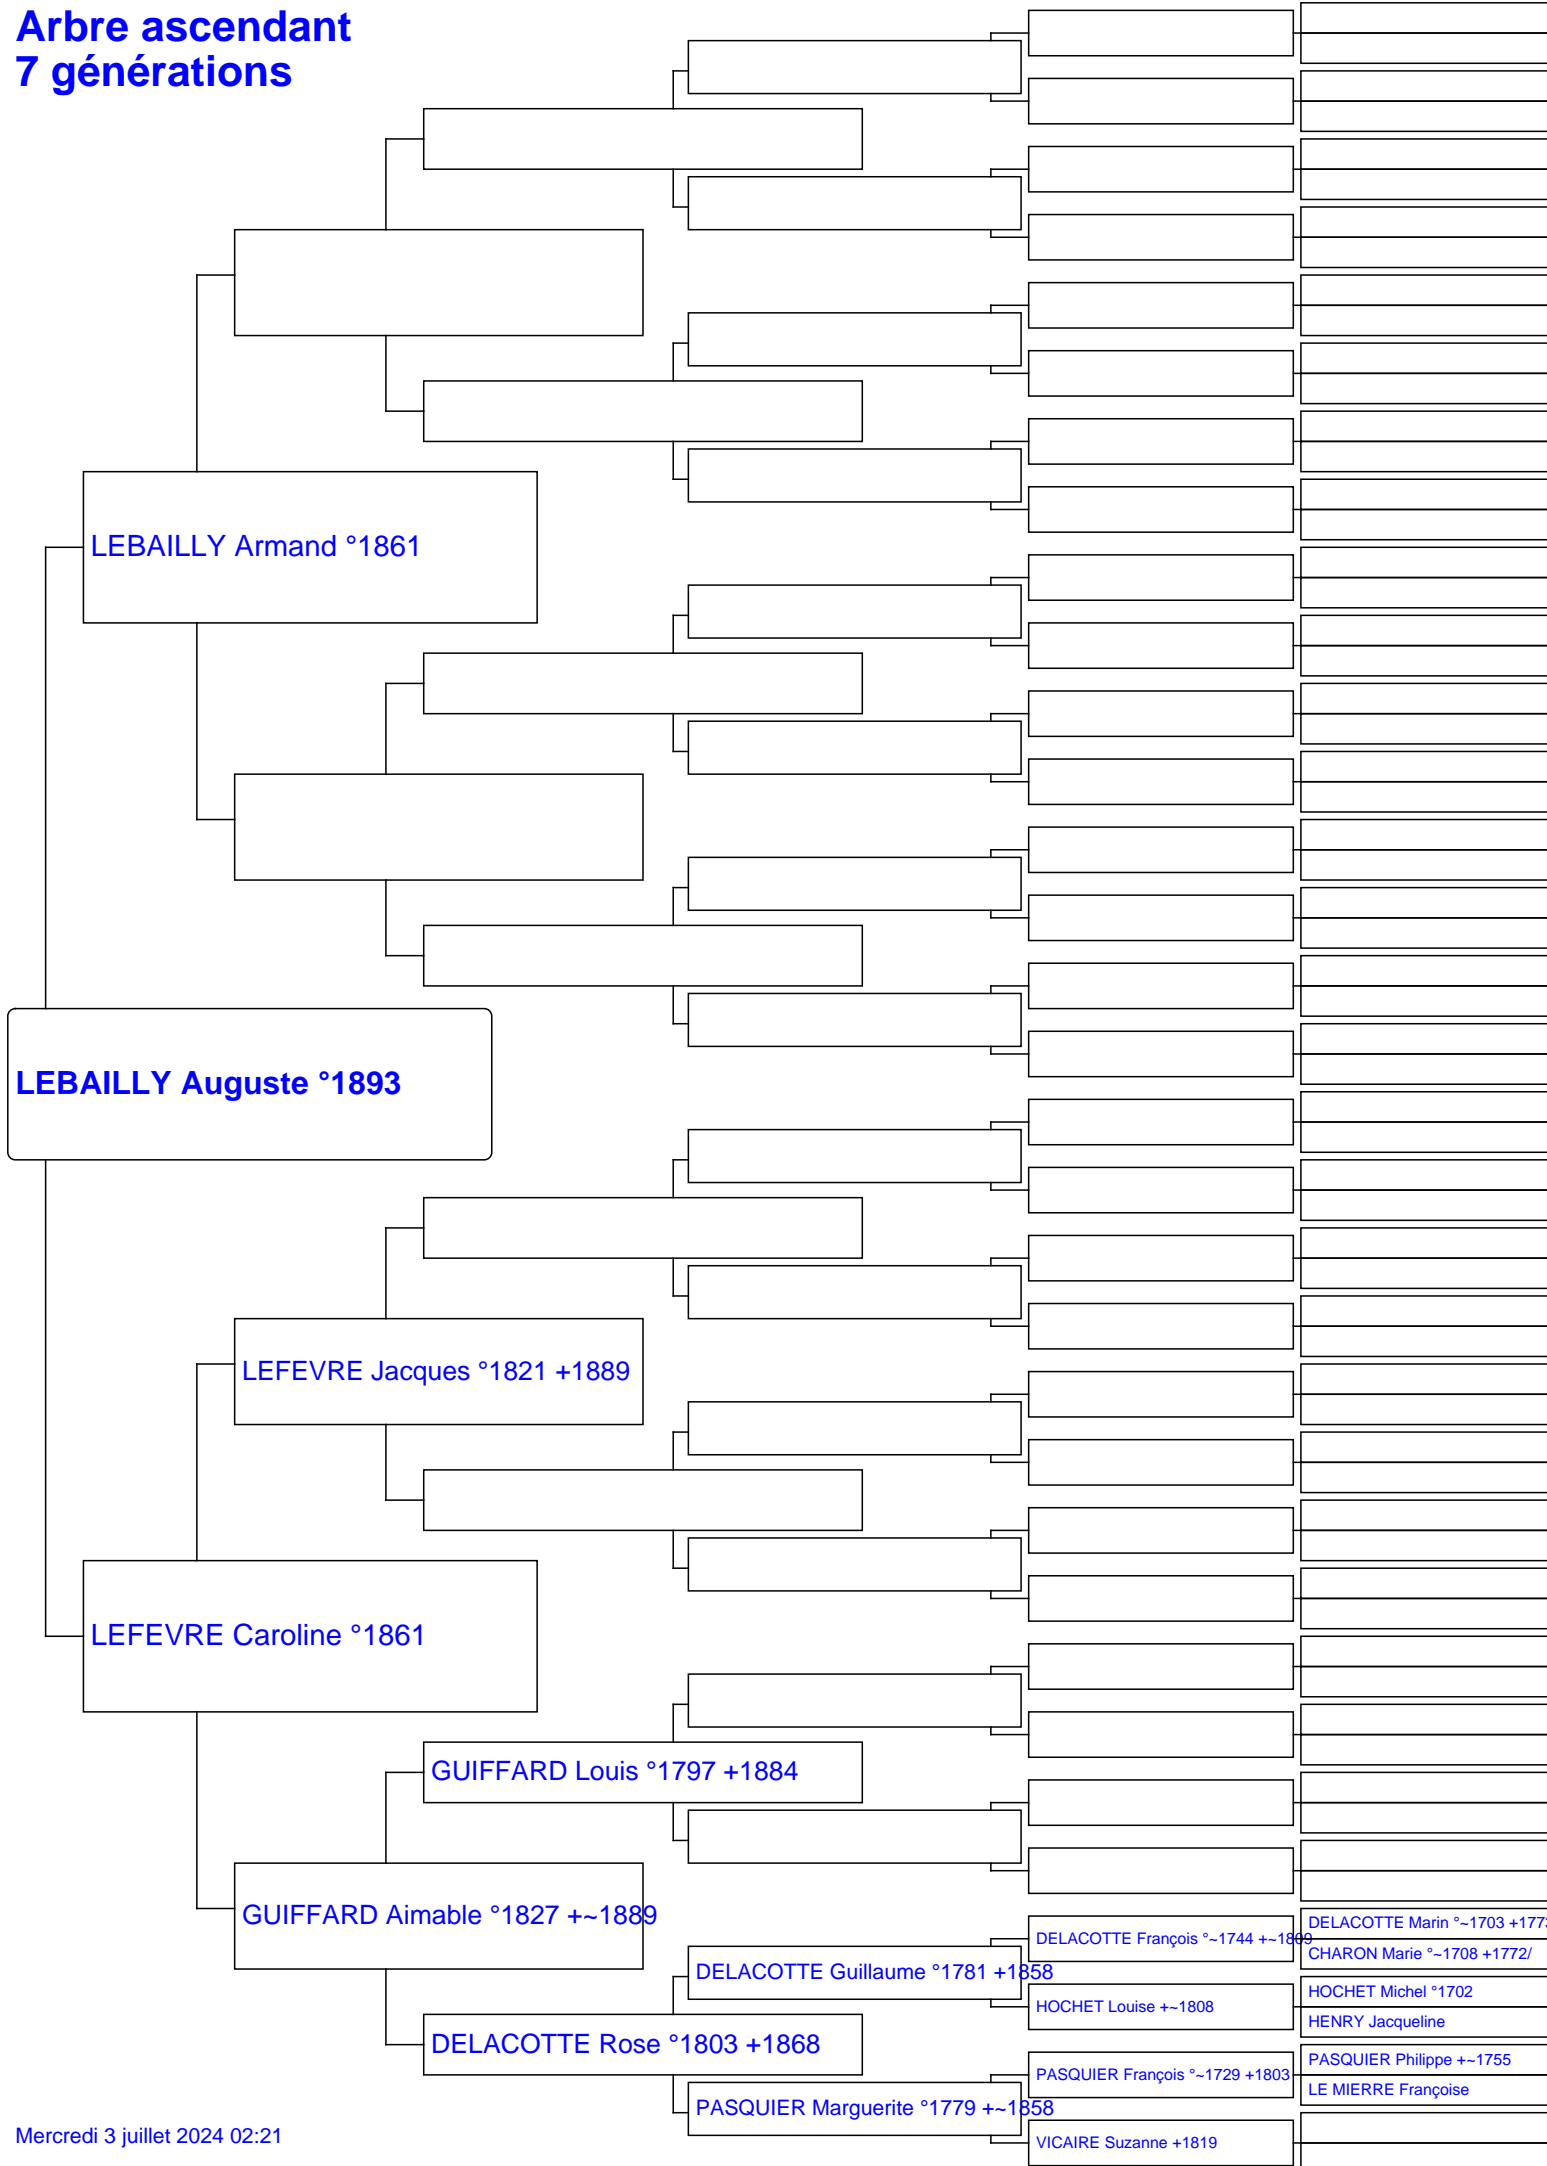 Arbre ascendant
7 générations
LEBAILLY Armand °1861
LEBAILLY Auguste °1893
LEFEVRE Jacques °1821 +1889
LEFEVRE Caroline °1861
GUIFFARD Louis °1797 +1884
GUIFFARD Aimable °1827 +~1889
DELACOTTE Marin °~1703 +1773
DELACOTTE François °~1744 +~1809
CHARON Marie °~1708 +1772/
DELACOTTE Guillaume °1781 +1858
HOCHET Michel °1702
HOCHET Louise +~1808
HENRY Jacqueline
DELACOTTE Rose °1803 +1868
PASQUIER Philippe +~1755
PASQUIER François °~1729 +1803
LE MIERRE Françoise
PASQUIER Marguerite °1779 +~1858
VICAIRE Suzanne +1819
Mercredi 3 juillet 2024 02:21